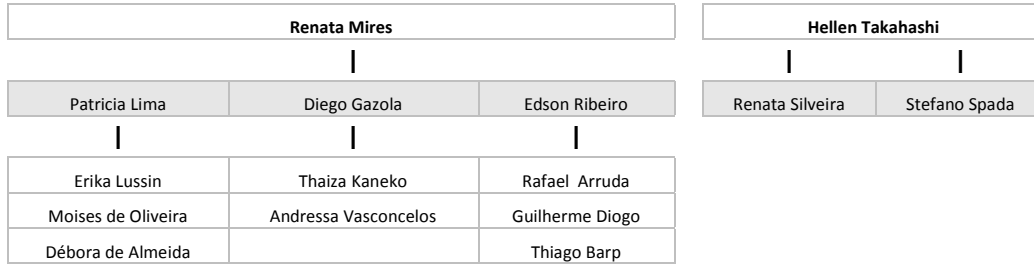 Renata Mires Hellen Takahashi
Patricia Lima Diego Gazola Edson Ribeiro Renata Silveira Stefano Spada
Erika Lussin Thaiza Kaneko Rafael Arruda
Moises de Oliveira Andressa Vasconcelos Guilherme Diogo
Débora de Almeida Thiago Barp